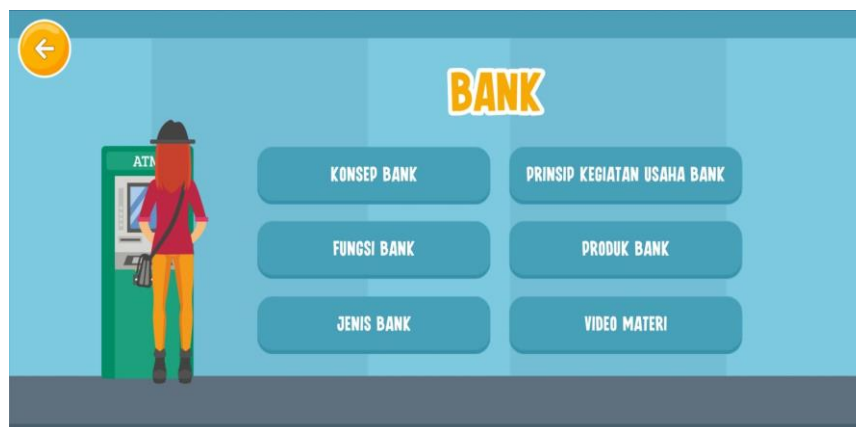 BANK
ATM
KONSEP BANK
PRINSIP KEGIATAN USAHA BANK
FUNGSI BANK
PRODUK BANK
JENIS BANK
VIDEO MATERI